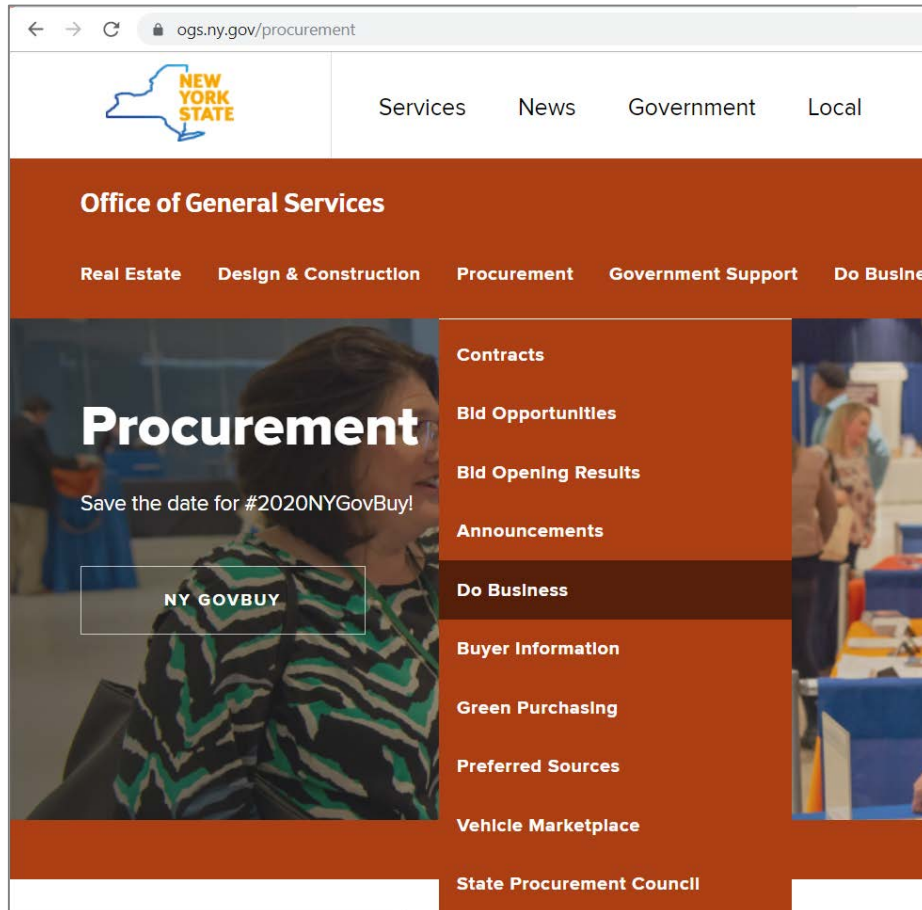 ogs.ny.gov/procurement
NEW
YORK
STATE
Services News Government Local
Office of General Services
Real Estate Design & Construction Procurement Government Support Do Busine
Contracts
Bid Opportunities
Procurement
Bid Opening Results
Save the date for #2020NYGovBuy!
Announcements
Do Business
NY GOVBUY
Buyer Information
Green Purchasing
Preferred Sources
Vehicle Marketplace
State Procurement Council